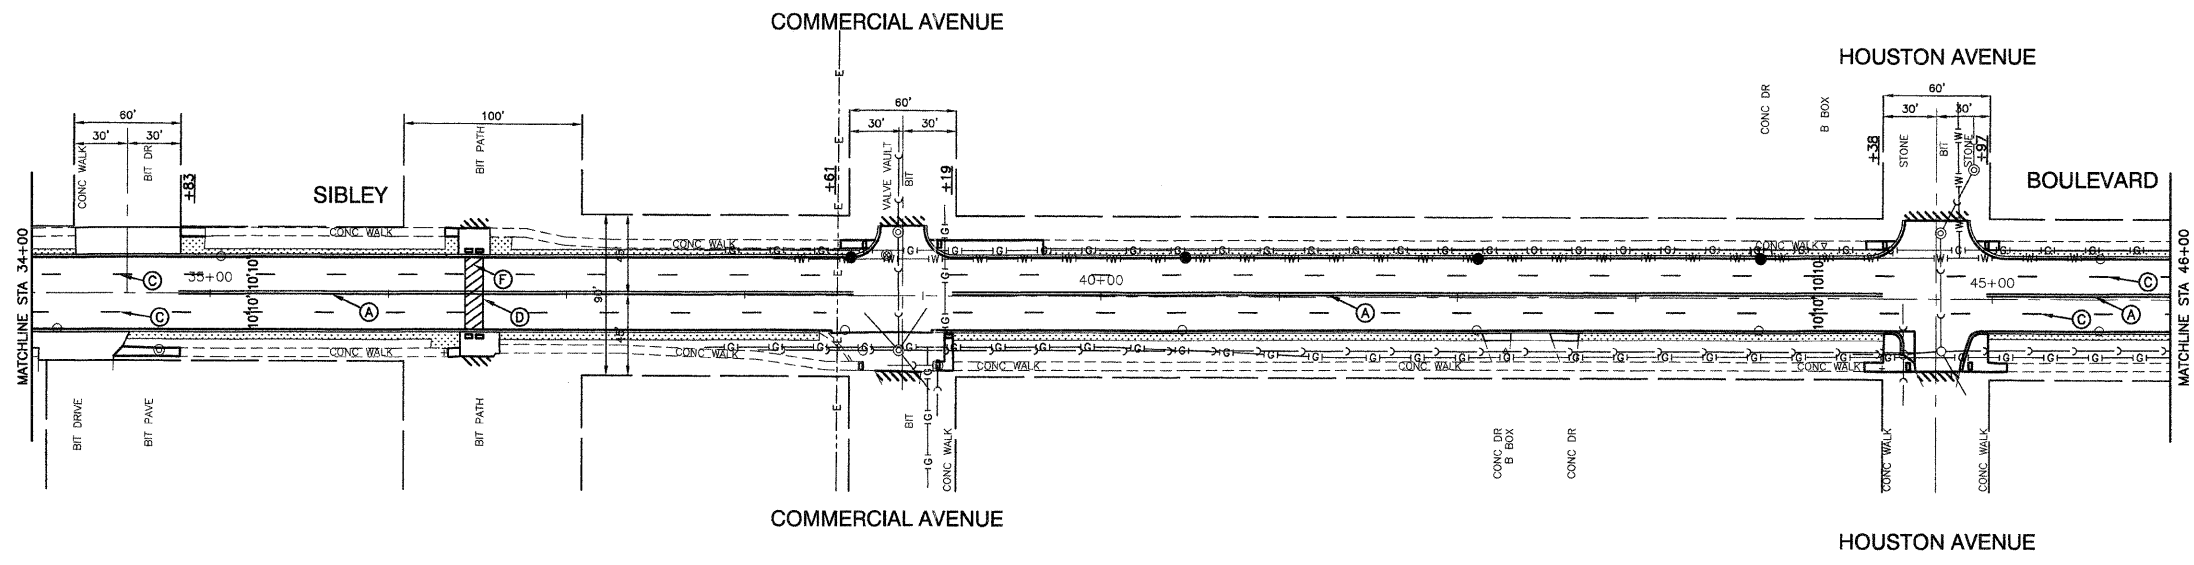 COMMERCIAL AVENUE
HOUSTON AVENUE
60'
30' 30'
CONC WALK
BIT DR
+83
SIBLEY
100'
BIT PATH
E
E
E
60'
30' 30'
+61
VALVE VAULT
BIT
+19
CONC DR
B BOX
60'
30' 30'
+38
STONE
BIT
STONE
+97
BOULEVARD
MATCHLINE STA 34+00
MATCHLINE STA 46+00
CONC WALK
CONC WALK
CONC WALK
35+00
40+00
45+00
10' 10'
10' 10'
10' 10'
10' 10'
C
C
A
F
D
A
C
C
A
90'
45'
45'
CONC WALK
CONC WALK
CONC WALK
CONC WALK
CONC WALK
BIT DRIVE
BIT PAVE
BIT PATH
E
BIT
CONC WALK
CONC DR
B BOX
CONC DR
CONC WALK
CONC WALK
COMMERCIAL AVENUE
HOUSTON AVENUE